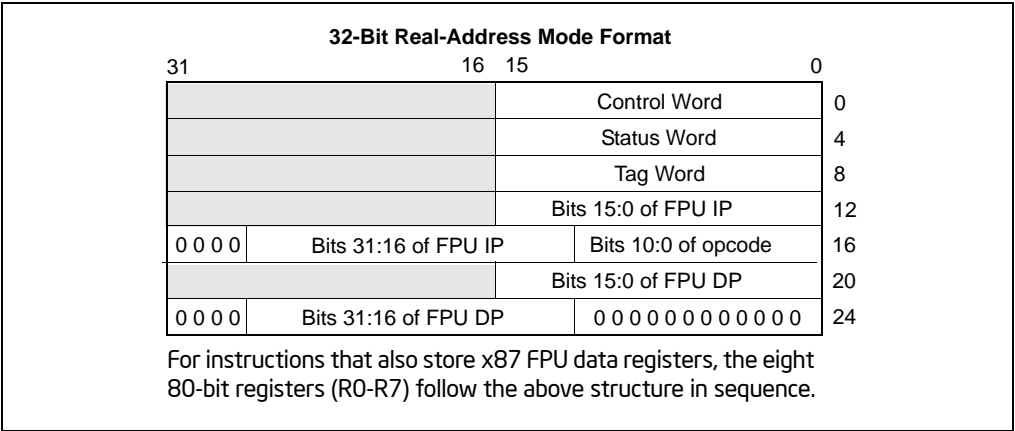 32-Bit Real-Address Mode Format
31 16 15 0
Control Word 0
Status Word 4
Tag Word 8
Bits 15:0 of FPU IP 12
0 0 0 0 Bits 31:16 of FPU IP Bits 10:0 of opcode 16
Bits 15:0 of FPU DP 20
0 0 0 0 Bits 31:16 of FPU DP 0 0 0 0 0 0 0 0 0 0 0 0 24
For instructions that also store x87 FPU data registers, the eight
80-bit registers (R0-R7) follow the above structure in sequence.